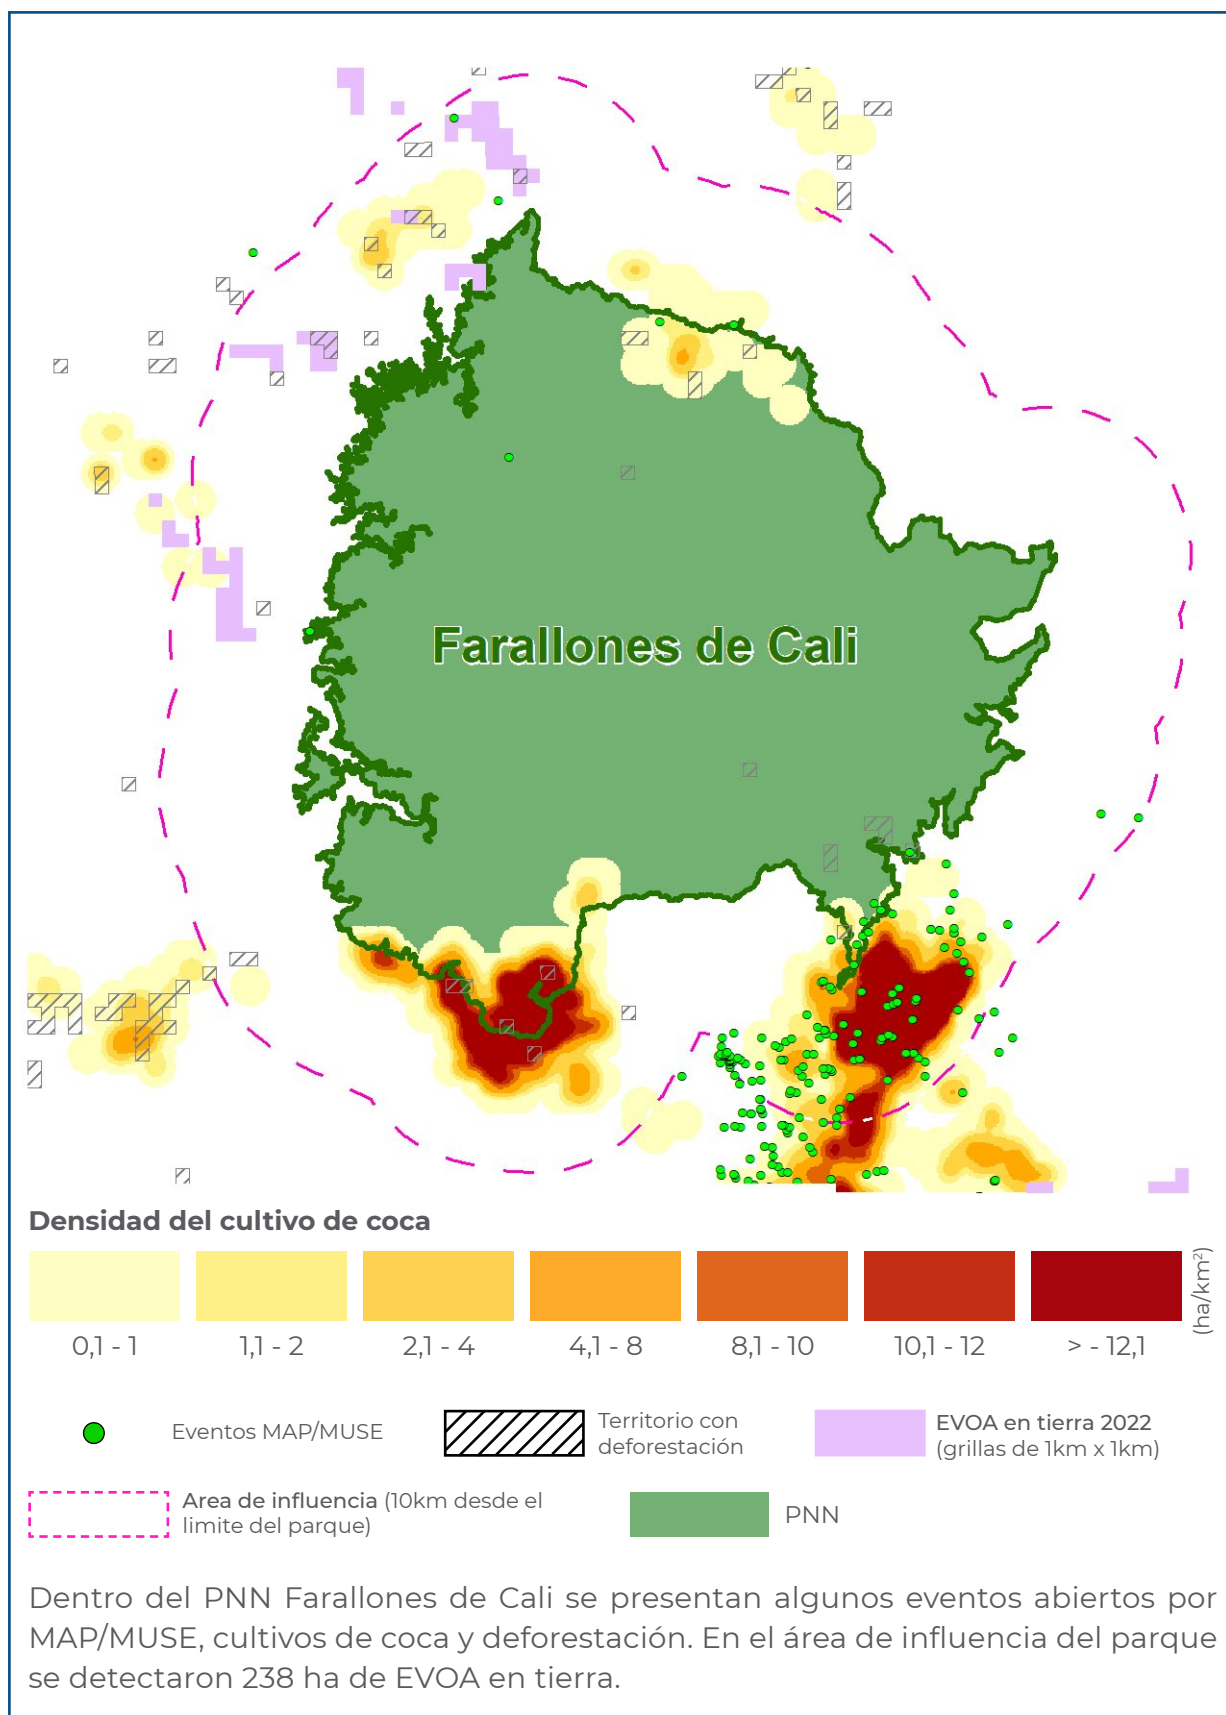 Farallones de Cali
Densidad del cultivo de coca
0,1 - 1
1,1 - 2
2,1 - 4
4,1 - 8
8,1 - 10
10,1 - 12
> - 12,1
(ha/km²)
Eventos MAP/MUSE
Territorio con
deforestación
EVOA en tierra 2022
(grillas de 1km x 1km)
Area de influencia (10km desde el
limite del parque)
PNN
Dentro del PNN Farallones de Cali se presentan algunos eventos abiertos por
MAP/MUSE, cultivos de coca y deforestación. En el área de influencia del parque
se detectaron 238 ha de EVOA en tierra.